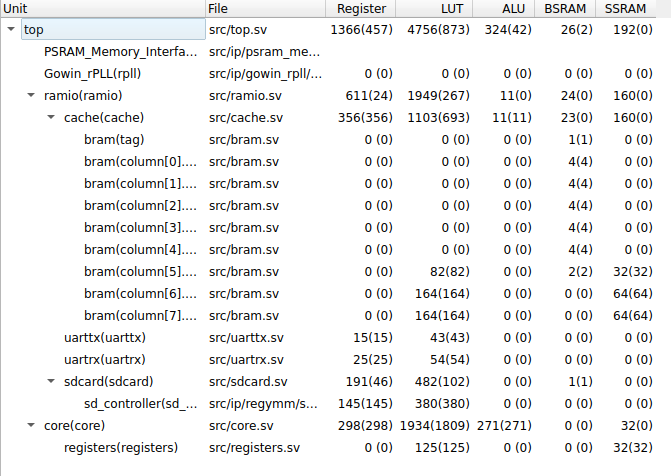 Unit File Register LUT ALU BSRAM SSRAM
top src/top.sv 1366(457) 4756(873) 324(42) 26(2) 192(0)
PSRAM_Memory_Interfa... src/ip/psram_me...
Gowin_rPLL(rpll) src/ip/gowin_rpll/... 0 (0) 0 (0) 0 (0) 0 (0) 0 (0)
ramio(ramio) src/ramio.sv 611(24) 1949(267) 11(0) 24(0) 160(0)
cache(cache) src/cache.sv 356(356) 1103(693) 11(11) 23(0) 160(0)
bram(tag) src/bram.sv 0 (0) 0 (0) 0 (0) 1(1) 0 (0)
bram(column[0].... src/bram.sv 0 (0) 0 (0) 0 (0) 4(4) 0 (0)
bram(column[1].... src/bram.sv 0 (0) 0 (0) 0 (0) 4(4) 0 (0)
bram(column[2].... src/bram.sv 0 (0) 0 (0) 0 (0) 4(4) 0 (0)
bram(column[3].... src/bram.sv 0 (0) 0 (0) 0 (0) 4(4) 0 (0)
bram(column[4].... src/bram.sv 0 (0) 0 (0) 0 (0) 4(4) 0 (0)
bram(column[5].... src/bram.sv 0 (0) 82(82) 0 (0) 2(2) 32(32)
bram(column[6].... src/bram.sv 0 (0) 164(164) 0 (0) 0 (0) 64(64)
bram(column[7].... src/bram.sv 0 (0) 164(164) 0 (0) 0 (0) 64(64)
uarttx(uarttx) src/uarttx.sv 15(15) 43(43) 0 (0) 0 (0) 0 (0)
uartrx(uartrx) src/uartrx.sv 25(25) 54(54) 0 (0) 0 (0) 0 (0)
sdcard(sdcard) src/sdcard.sv 191(46) 482(102) 0 (0) 1(1) 0 (0)
sd_controller(sd_... src/ip/regymm/s... 145(145) 380(380) 0 (0) 0 (0) 0 (0)
core(core) src/core.sv 298(298) 1934(1809) 271(271) 0 (0) 32(0)
registers(registers) src/registers.sv 0 (0) 125(125) 0 (0) 0 (0) 32(32)